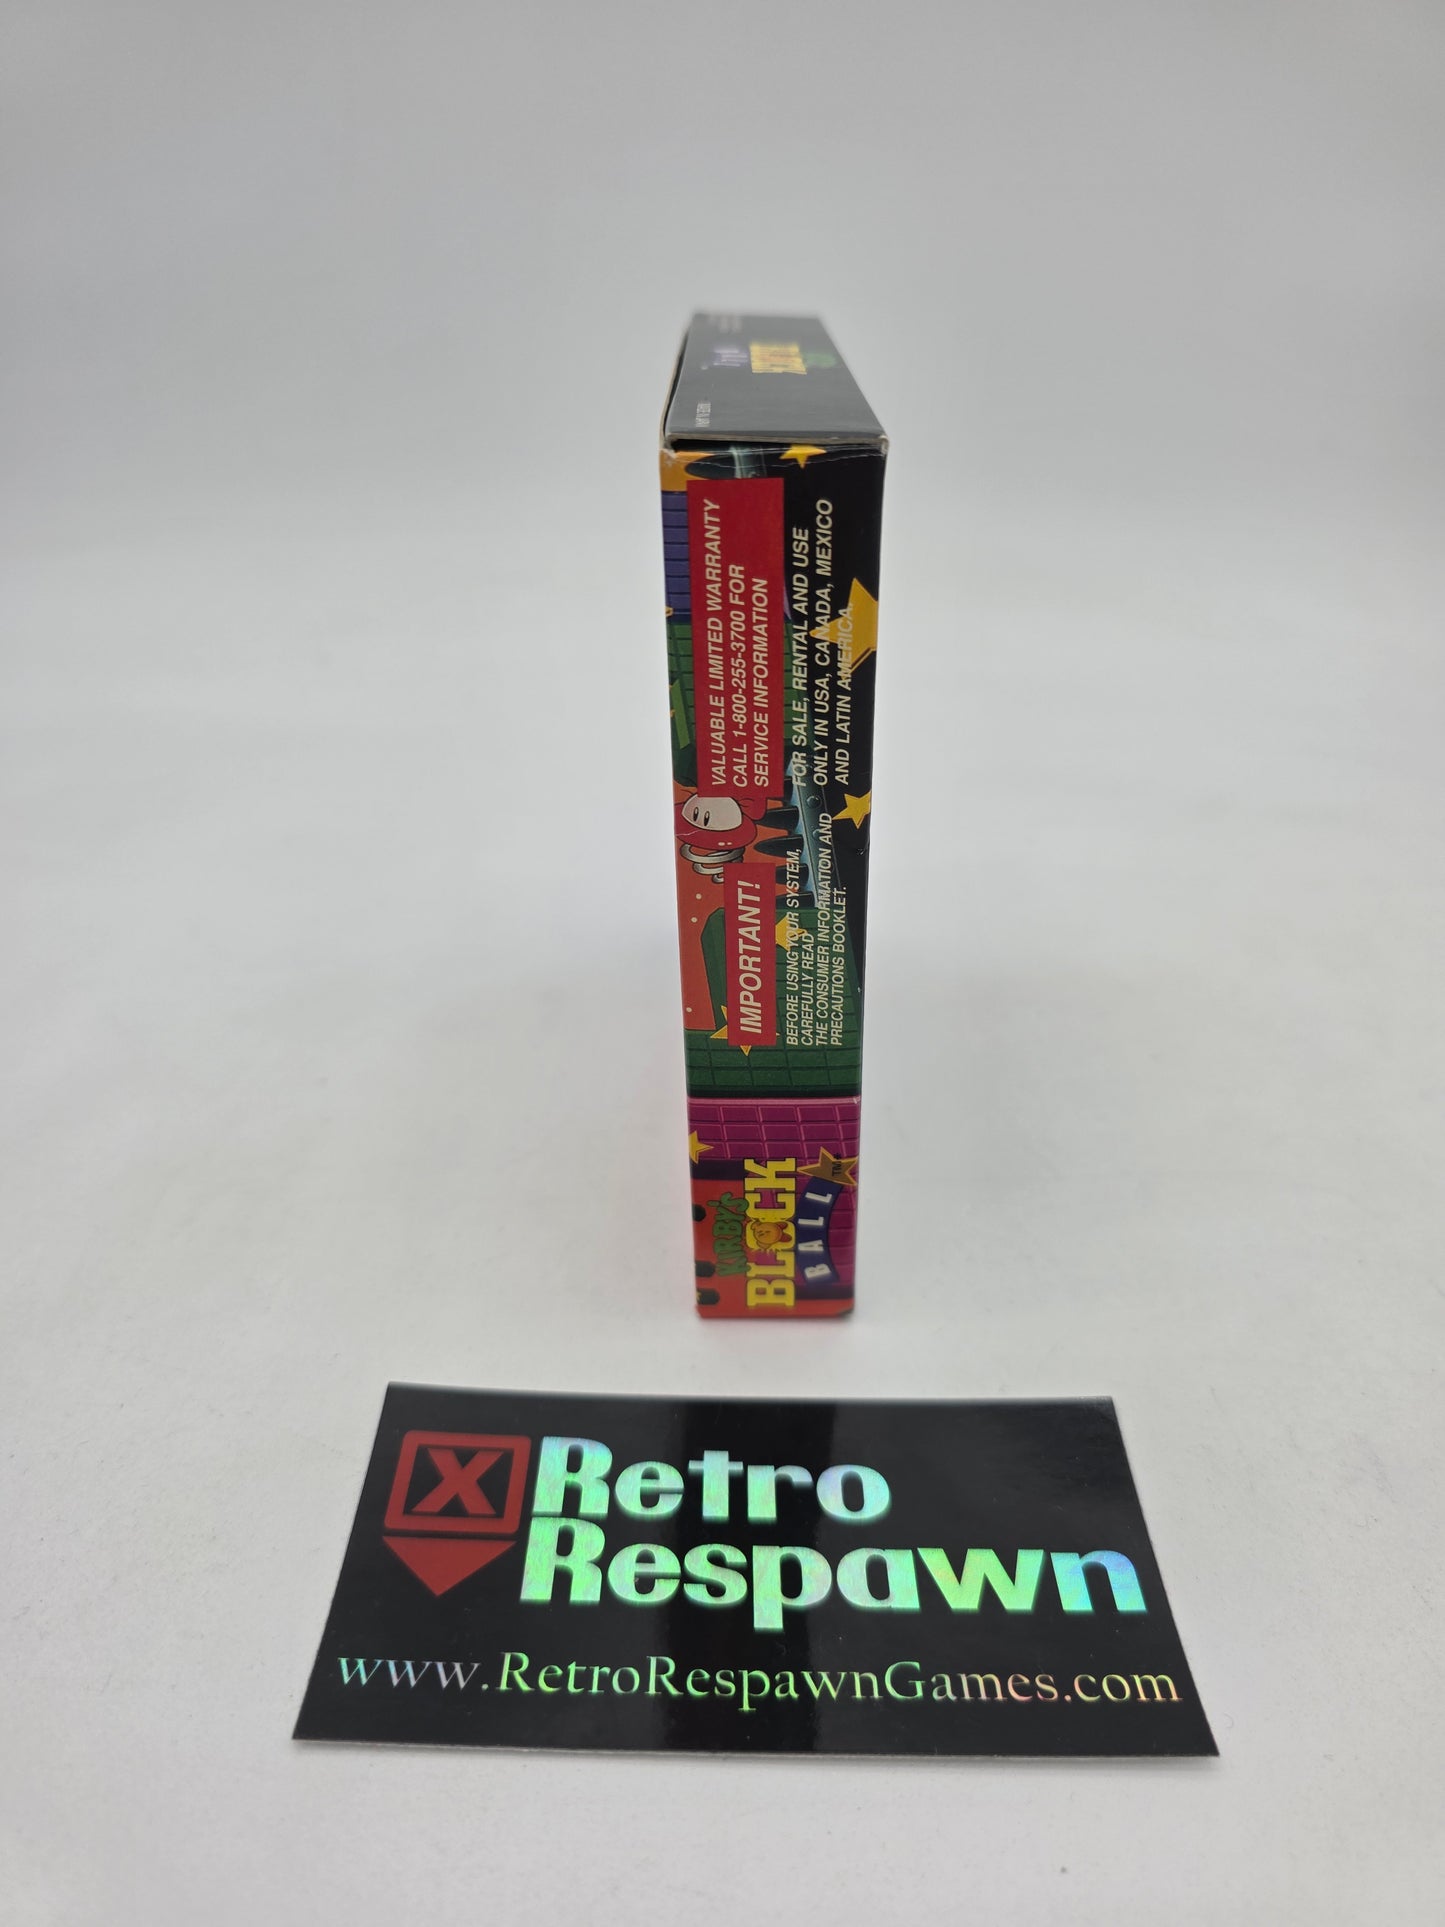 VALUABLE LIMITED WARRANTY
CALL 1-800-255-3700 FOR
SERVICE INFORMATION
FOR SALE, RENTAL AND USE
ONLY IN USA, CANADA, MEXICO
AND LATIN AMERICA.
IMPORTANT!
BEFORE USING YOUR SYSTEM,
CAREFULLY READ
THE CONSUMER INFORMATION AND
PRECAUTIONS BOOKLET.
KIRBY'S
BLOCK
BALL™
X Retro
Respawn
www.RetroRespawnGames.com